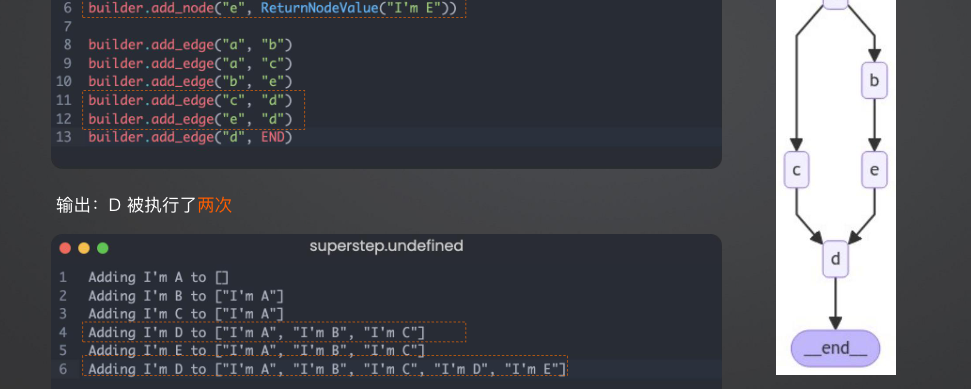 6 builder.add_node("e", ReturnNodeValue("I'm E"))
7
8 builder.add_edge("a", "b")
9 builder.add_edge("a", "c")
10 builder.add_edge("b", "e")
11 builder.add_edge("c", "d")
12 builder.add_edge("e", "d")
13 builder.add_edge("d", END)
输出：D 被执行了两次
superstep.undefined
1 Adding I'm A to []
2 Adding I'm B to ["I'm A"]
3 Adding I'm C to ["I'm A"]
4 Adding I'm D to ["I'm A", "I'm B", "I'm C"]
5 Adding I'm E to ["I'm A", "I'm B", "I'm C"]
6 Adding I'm D to ["I'm A", "I'm B", "I'm C", "I'm D", "I'm E"]
b
c
e
d
__end__